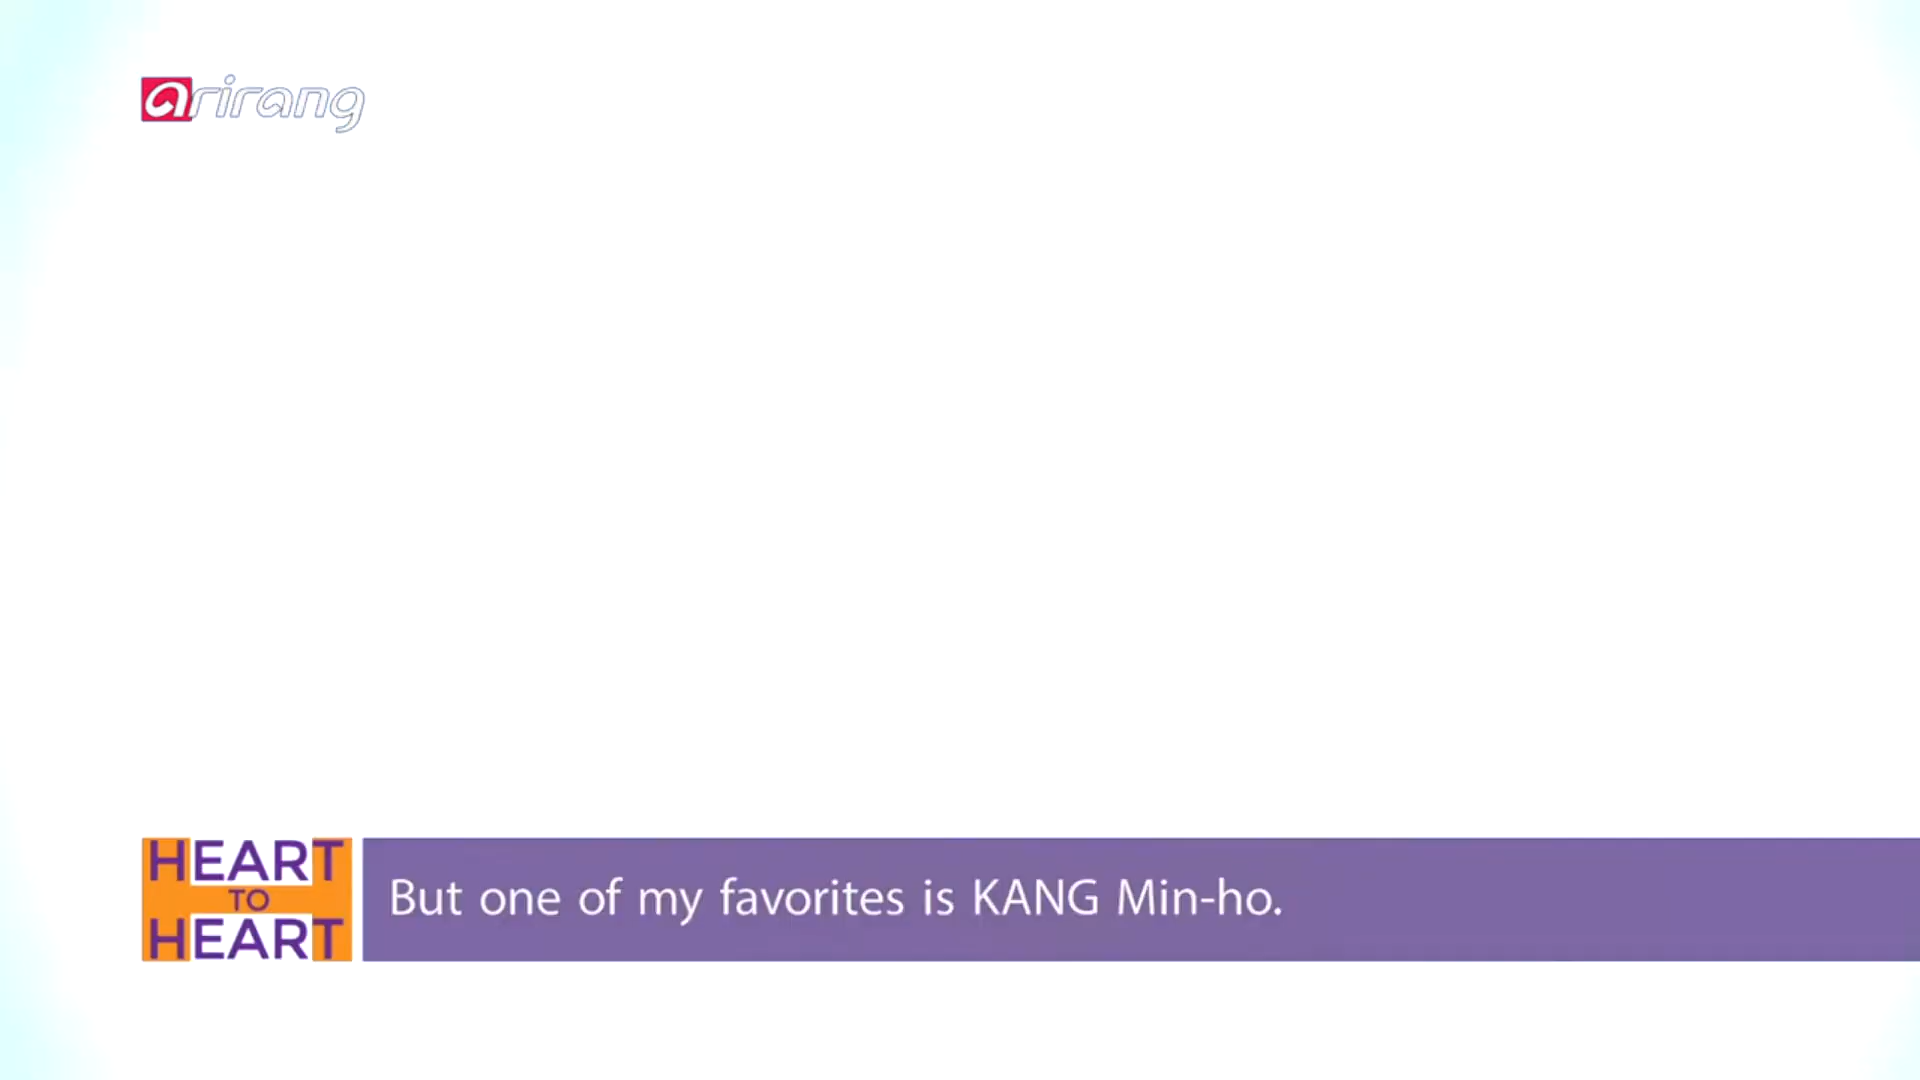 arirang
HEART
TO
HEART
But one of my favorites is KANG Min-ho.